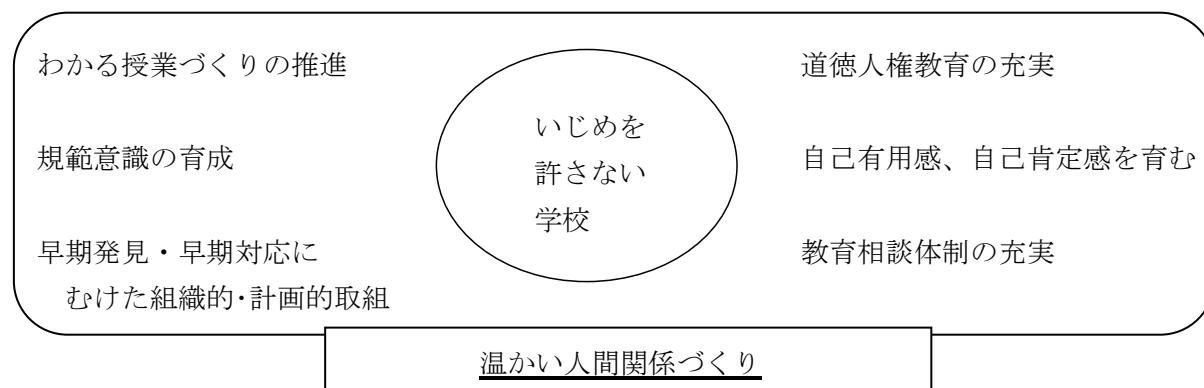 わかる授業づくりの推進
規範意識の育成
早期発見・早期対応に
むけた組織的・計画的取組
いじめを
許さない
学校
道徳人権教育の充実
自己有用感、自己肯定感を育む
教育相談体制の充実
温かい人間関係づくり